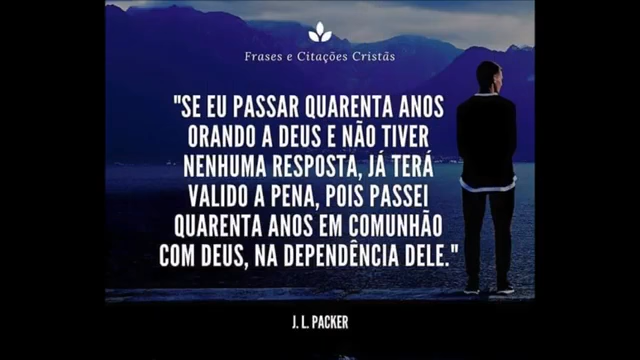 Frases e Citações Cristãs
"SE EU PASSAR QUARENTA ANOS
ORANDO A DEUS E NÃO TIVER
NENHUMA RESPOSTA, JÁ TERÁ
VALIDO A PENA, POIS PASSEI
QUARENTA ANOS EM COMUNHÃO
COM DEUS, NA DEPENDÊNCIA DELE."
J. L. PACKER